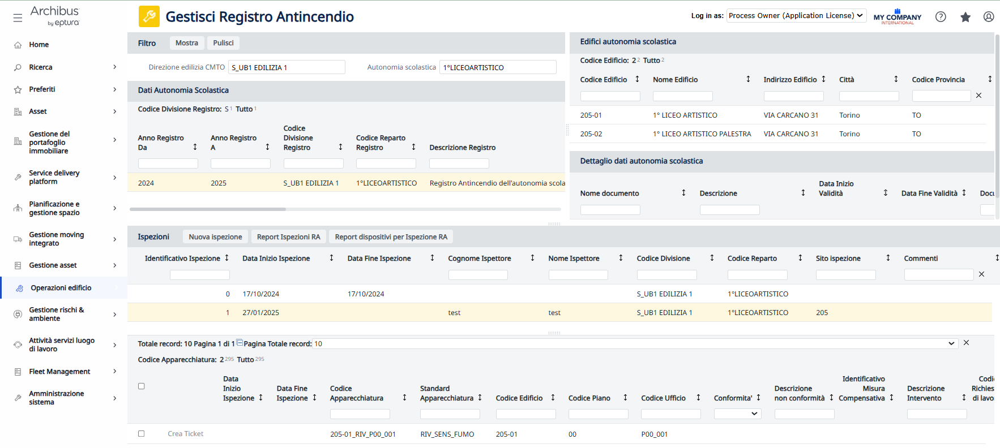 Archibus
by eptura
Gestisci Registro Antincendio
Log in as: Process Owner (Application License)
MY COMPANY
INTERNATIONAL
Home
Ricerca
Preferiti
Asset
Gestione del
portafoglio
immobiliare
Service delivery
platform
Pianificazione e
gestione spazio
Gestione moving
integrato
Gestione asset
Operazioni edificio
Gestione rischi &
ambiente
Attività servizi luogo
di lavoro
Fleet Management
Amministrazione
sistema
Filtro Mostra Pulisci
Direzione edilizia CMTO S_UB1 EDILIZIA 1 Autonomia scolastica 1°LICEOARTISTICO
Dati Autonomia Scolastica
Codice Divisione Registro: S 1 Tutto 1
Anno Registro
Da
Anno Registro
A
Codice
Divisione
Registro
Codice Reparto
Registro
Descrizione Registro
2024 2025 S_UB1 EDILIZIA 1 1°LICEOARTISTICO Registro Antincendio dell'autonomia scola
Edifici autonomia scolastica
Codice Edificio: 2 2 Tutto 2
Codice Edificio Nome Edificio Indirizzo Edificio Città Codice Provincia
205-01 1° LICEO ARTISTICO VIA CARCANO 31 Torino TO
205-02 1° LICEO ARTISTICO PALESTRA VIA CARCANO 31 Torino TO
Dettaglio dati autonomia scolastica
Nome documento Descrizione
Data Inizio
Validità
Data Fine Validità Docu
Ispezioni Nuova ispezione Report Ispezioni RA Report dispositivi per Ispezione RA
Identificativo Ispezione Data Inizio Ispezione Data Fine Ispezione Cognome Ispettore Nome Ispettore Codice Divisione Codice Reparto Sito ispezione Commenti
0 17/10/2024 17/10/2024 S_UB1 EDILIZIA 1 1°LICEOARTISTICO
1 27/01/2025 test test S_UB1 EDILIZIA 1 1°LICEOARTISTICO 205
Totale record: 10 Pagina 1 di 1 Pagina Totale record: 10
Codice Apparecchiatura: 2 295 Tutto 295
Data
Inizio
Ispezione
Data Fine
Ispezione
Codice
Apparecchiatura
Standard
Apparecchiatura
Codice Edificio Codice Piano Codice Ufficio Conformita'
Descrizione
non conformità
Identificativo
Misura
Compensativa
Descrizione
Intervento
Codic
Richies
di lavo
Crea Ticket 205-01_RIV_P00_001 RIV_SENS_FUMO 205-01 00 P00_001